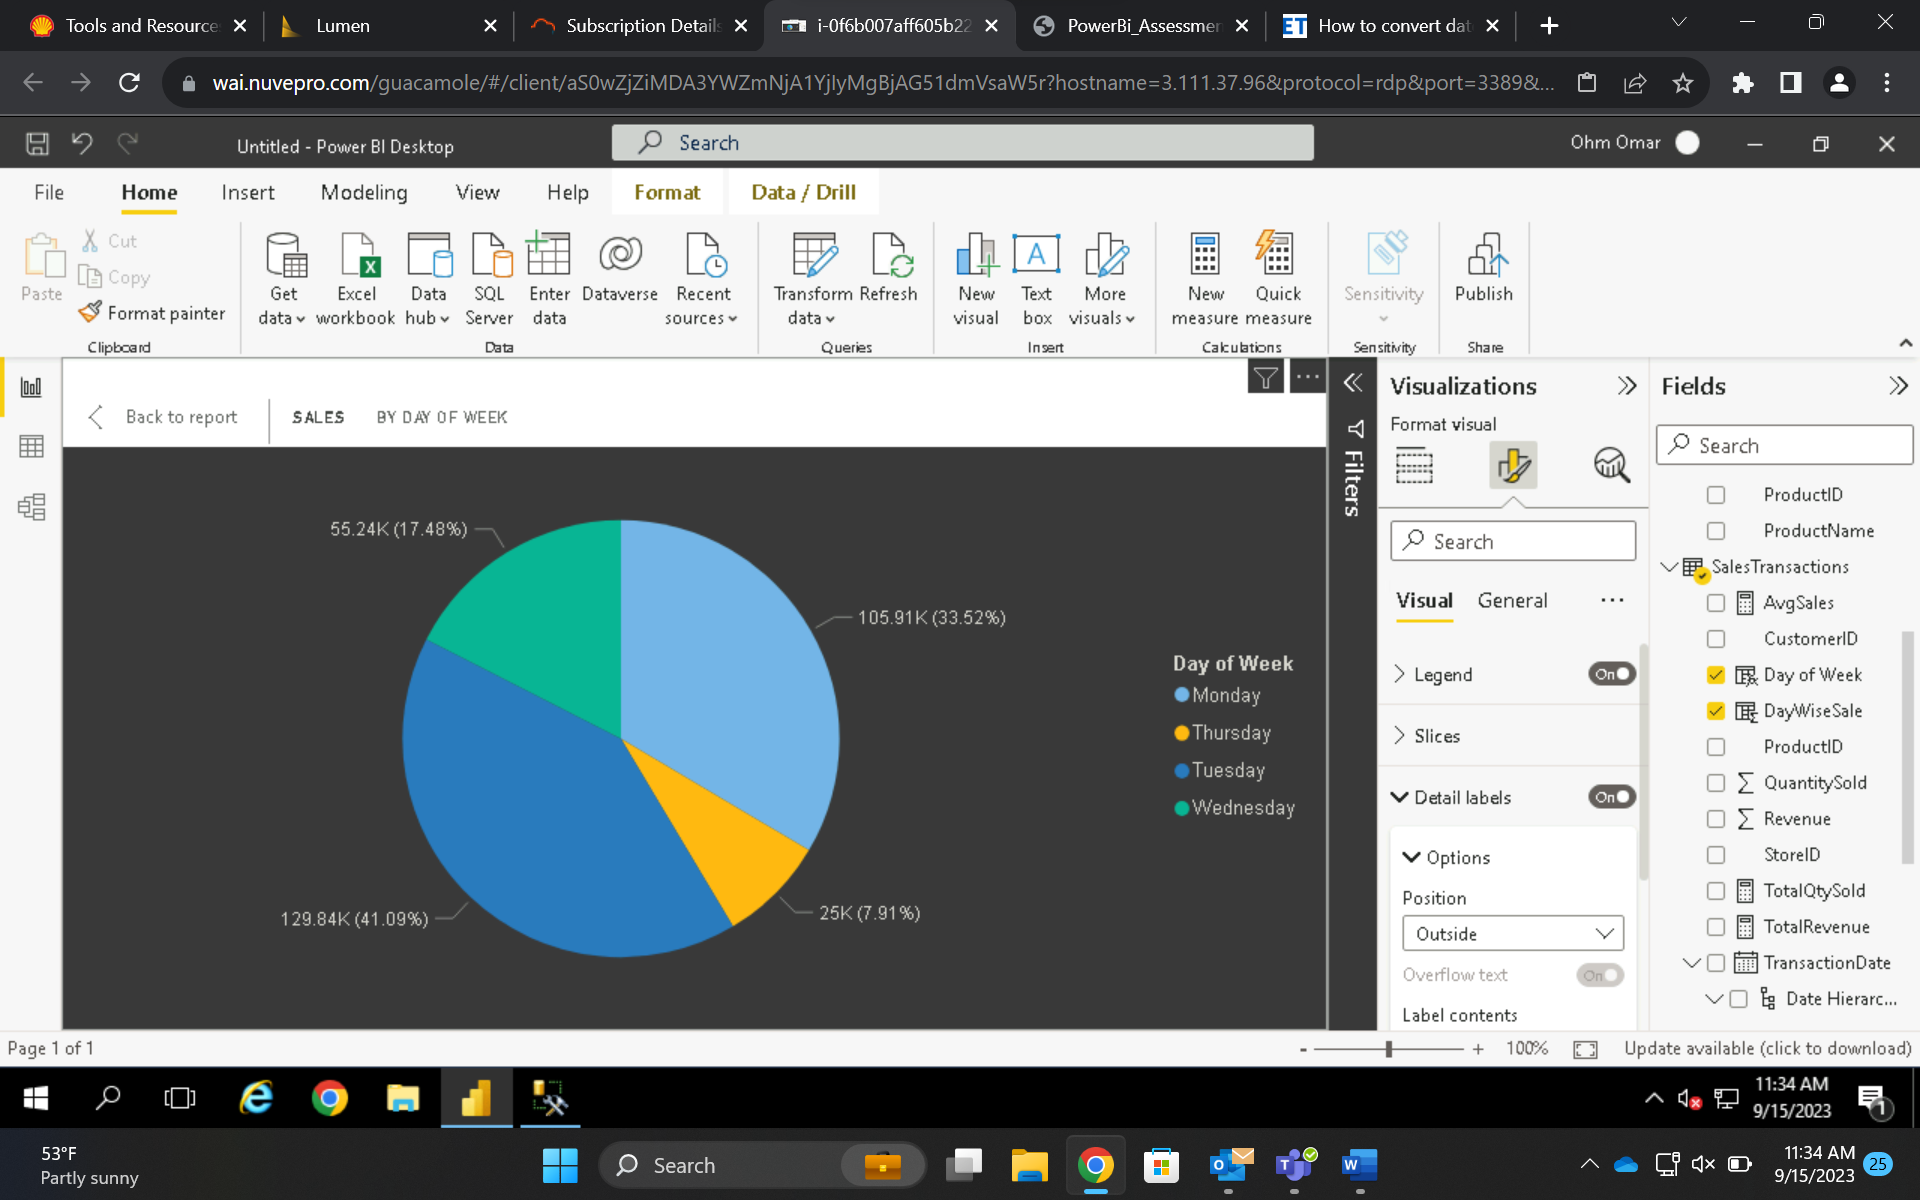 Tools and Resource
Lumen
Subscription Details
i-0f6b007aff605b22
PowerBi_Assessmen
ET
How to convert dat
wai.nuvepro.com/guacamole/#/client/aS0wZjZiMDA3YWZmNjA1YjIyMgBjAG51dmVsaW5r?hostname=3.111.37.96&protocol=rdp&port=3389&...
Untitled - Power BI Desktop
Search
Ohm Omar
File
Home
Insert
Modeling
View
Help
Format
Data / Drill
Paste
Cut
Copy
Format painter
Clipboard
Get data
Excel workbook
Data hub
SQL Server
Enter data
Dataverse
Recent sources
Data
Transform data
Refresh
Queries
New visual
Text box
More visuals
Insert
New measure
Quick measure
Calculations
Sensitivity
Sensitivity
Publish
Share
Back to report
SALES
BY DAY OF WEEK
55.24K (17.48%)
105.91K (33.52%)
129.84K (41.09%)
25K (7.91%)
Day of Week
Monday
Thursday
Tuesday
Wednesday
Filters
Visualizations
Format visual
Search
Visual
General
...
Legend
On
Slices
Detail labels
On
Options
Position
Outside
Overflow text
On
Label contents
Fields
Search
ProductID
ProductName
SalesTransactions
AvgSales
CustomerID
Day of Week
DayWiseSale
ProductID
QuantitySold
Revenue
StoreID
TotalQtySold
TotalRevenue
TransactionDate
Date Hierarc...
Page 1 of 1
- + 100%
Update available (click to download)
11:34 AM
9/15/2023
1
53°F
Partly sunny
Search
11:34 AM
9/15/2023
25